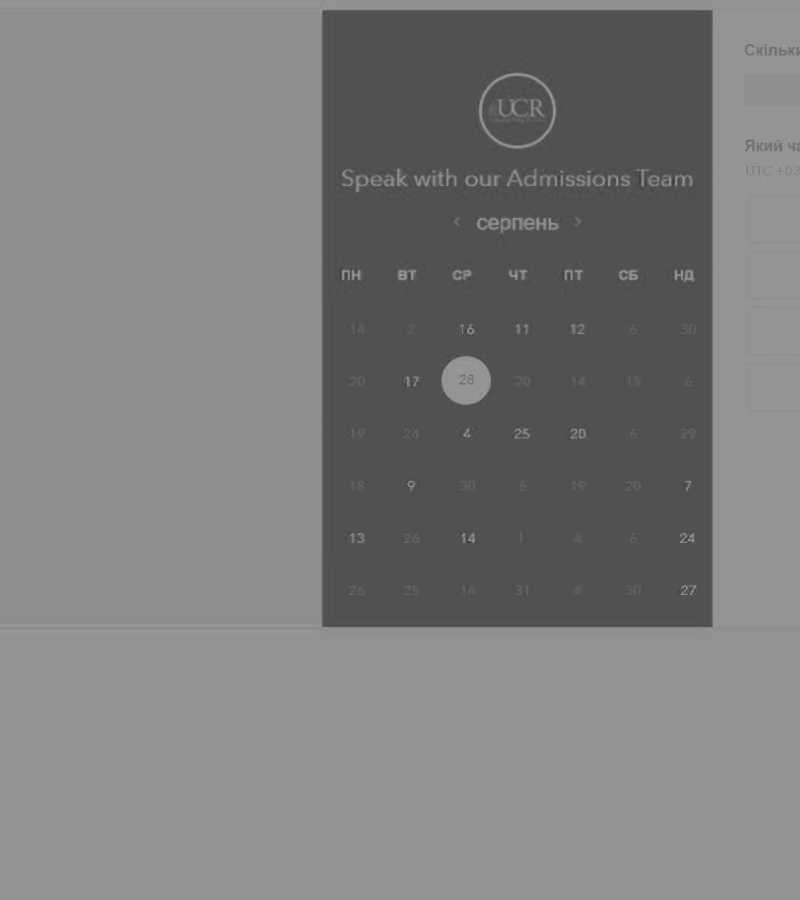 UCR
Speak with our Admissions Team
< серпень >
ПН ВТ СР ЧТ ПТ СБ НД
14 2 16 11 12 6 30
20 17 28 20 14 13 6
19 24 4 25 20 6 29
18 9 30 6 19 20 7
13 26 14 1 4 6 24
26 25 14 31 4 30 27
Скільки
Який ча
UTC +03